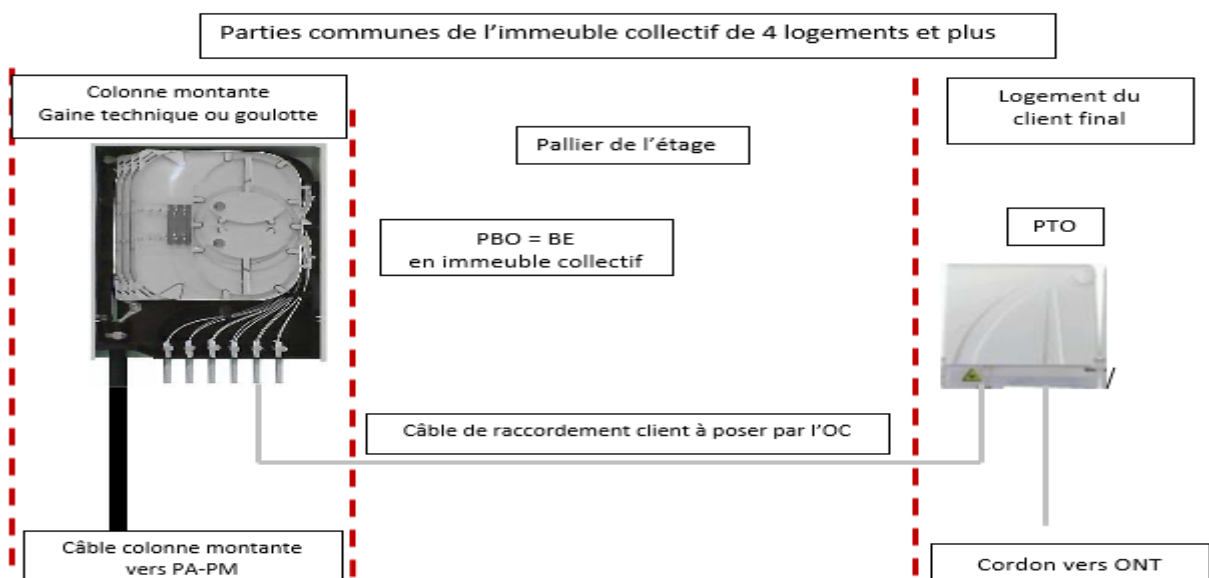 Parties communes de l’immeuble collectif de 4 logements et plus
Colonne montante
Gaine technique ou goulotte
Pallier de l’étage
Logement du
client final
PBO = BE
en immeuble collectif
PTO
Câble de raccordement client à poser par l’OC
Câble colonne montante
vers PA-PM
Cordon vers ONT